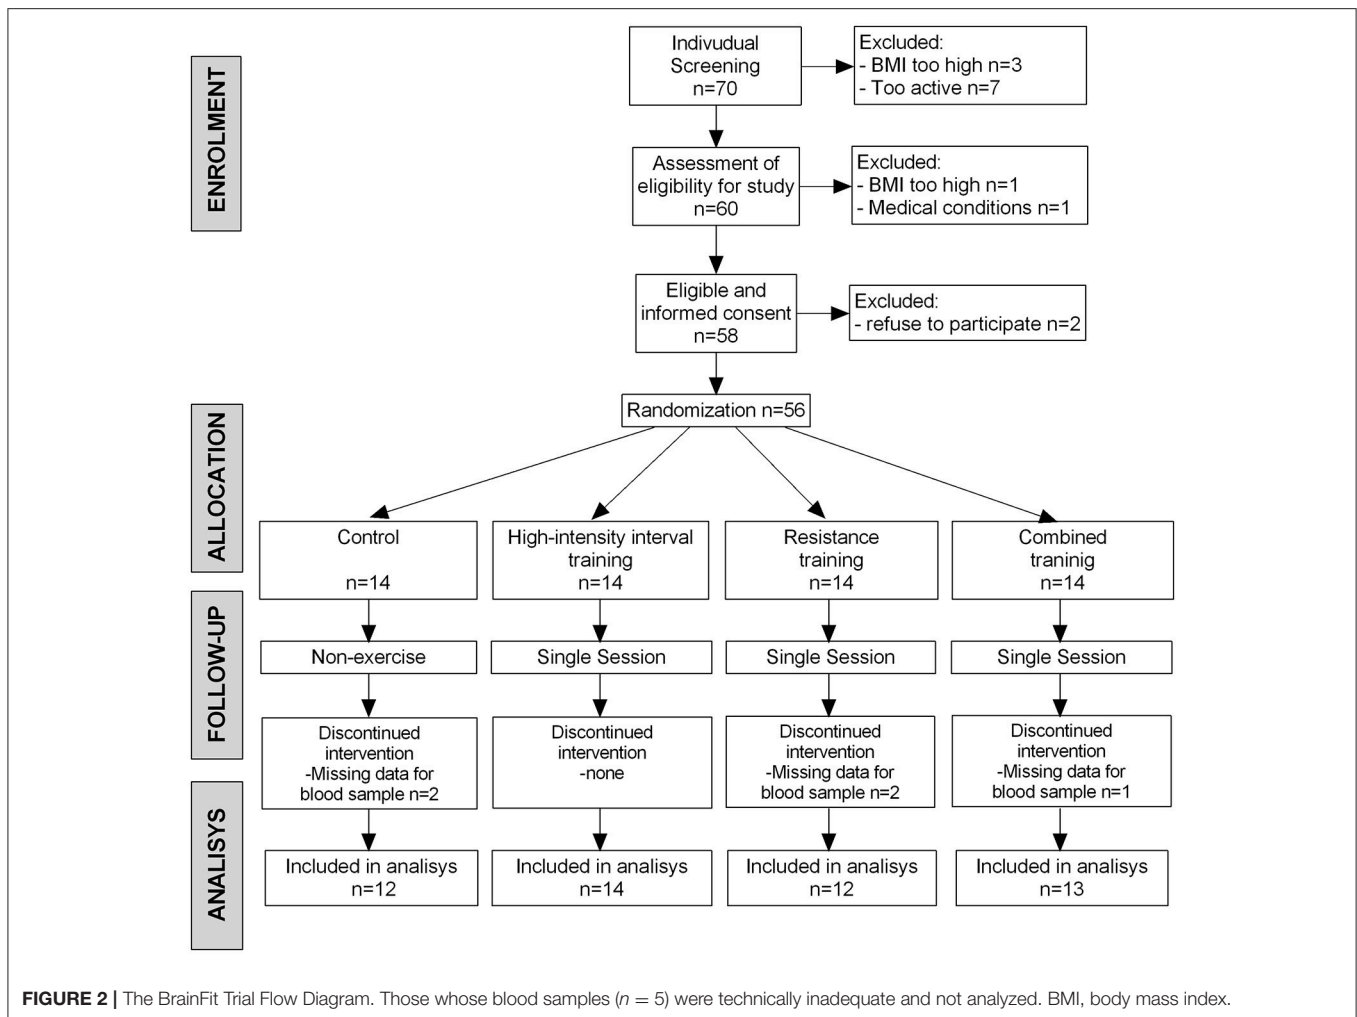 ENROLMENT
Indivudual
Screening
n=70
Excluded:
- BMI too high n=3
- Too active n=7
Assessment of
eligibility for study
n=60
Excluded:
- BMI too high n=1
- Medical conditions n=1
Eligible and
informed consent
n=58
Excluded:
- refuse to participate n=2
Randomization n=56
ALLOCATION
Control
n=14
High-intensity interval
training
n=14
Resistance
training
n=14
Combined
traninig
n=14
FOLLOW-UP
Non-exercise
Single Session
Single Session
Single Session
Discontinued
intervention
-Missing data for
blood sample n=2
Discontinued
intervention
-none
Discontinued
intervention
-Missing data for
blood sample n=2
Discontinued
intervention
-Missing data for
blood sample n=1
ANALISYS
Included in analisys
n=12
Included in analisys
n=14
Included in analisys
n=12
Included in analisys
n=13
FIGURE 2 | The BrainFit Trial Flow Diagram. Those whose blood samples (n = 5) were technically inadequate and not analyzed. BMI, body mass index.